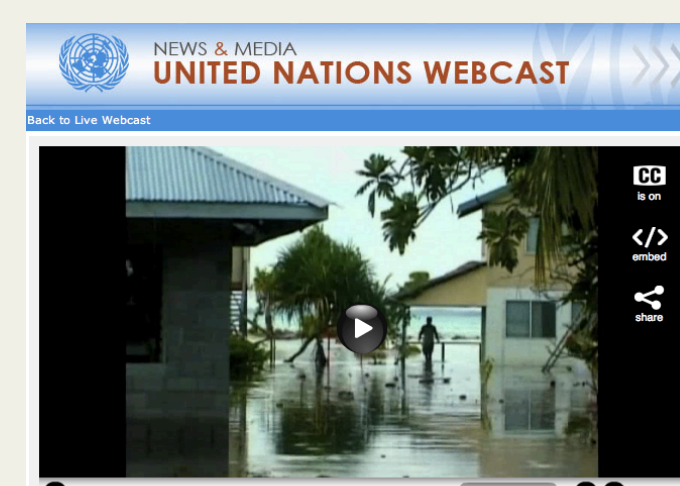 NEWS & MEDIA
UNITED NATIONS WEBCAST
Back to Live Webcast
CC
is on
</>
embed
share